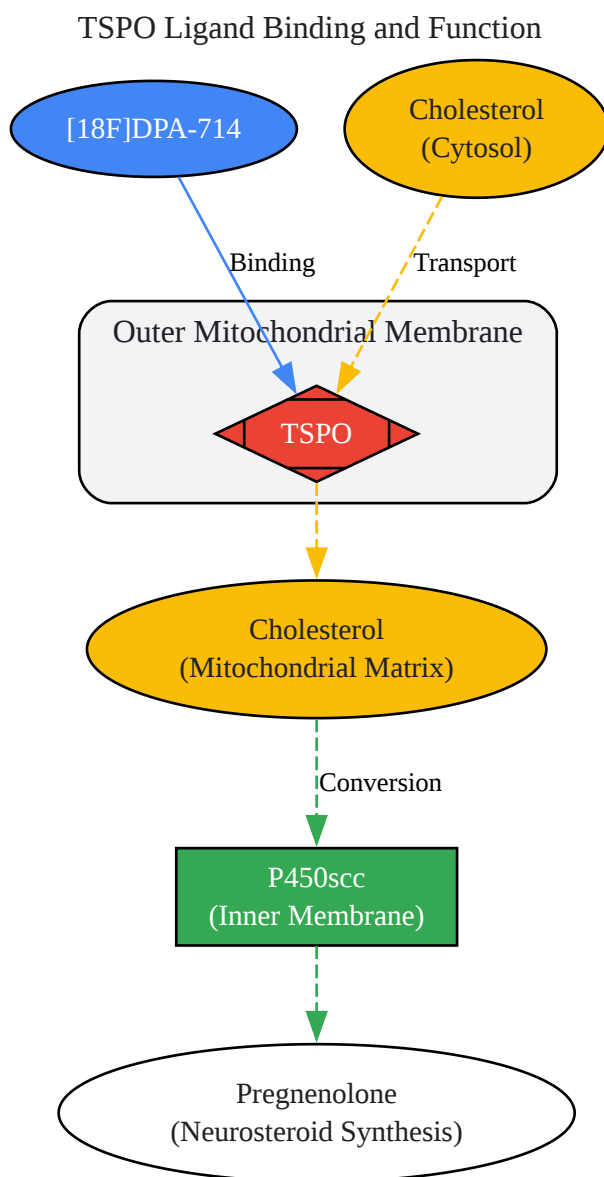 TSPO Ligand Binding and Function
[18F]DPA-714
Cholesterol
(Cytosol)
Binding
Transport
Outer Mitochondrial Membrane
TSPO
Cholesterol
(Mitochondrial Matrix)
Conversion
P450scc
(Inner Membrane)
Pregnenolone
(Neurosteroid Synthesis)